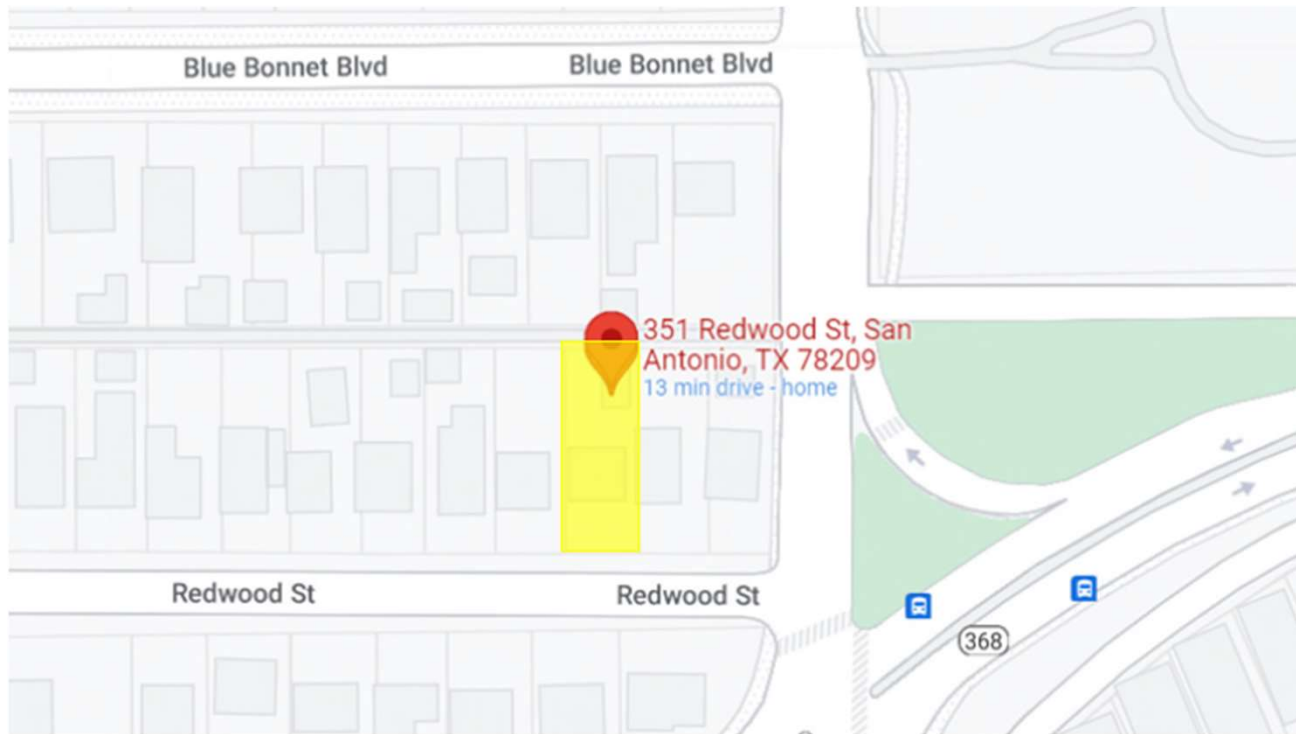 Blue Bonnet Blvd
Blue Bonnet Blvd
351 Redwood St, San
Antonio, TX 78209
13 min drive - home
Redwood St
Redwood St
368